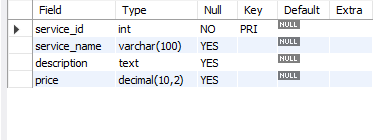 Field Type Null Key Default Extra
service_id int NO PRI NULL
service_name varchar(100) YES NULL
description text YES NULL
price decimal(10,2) YES NULL